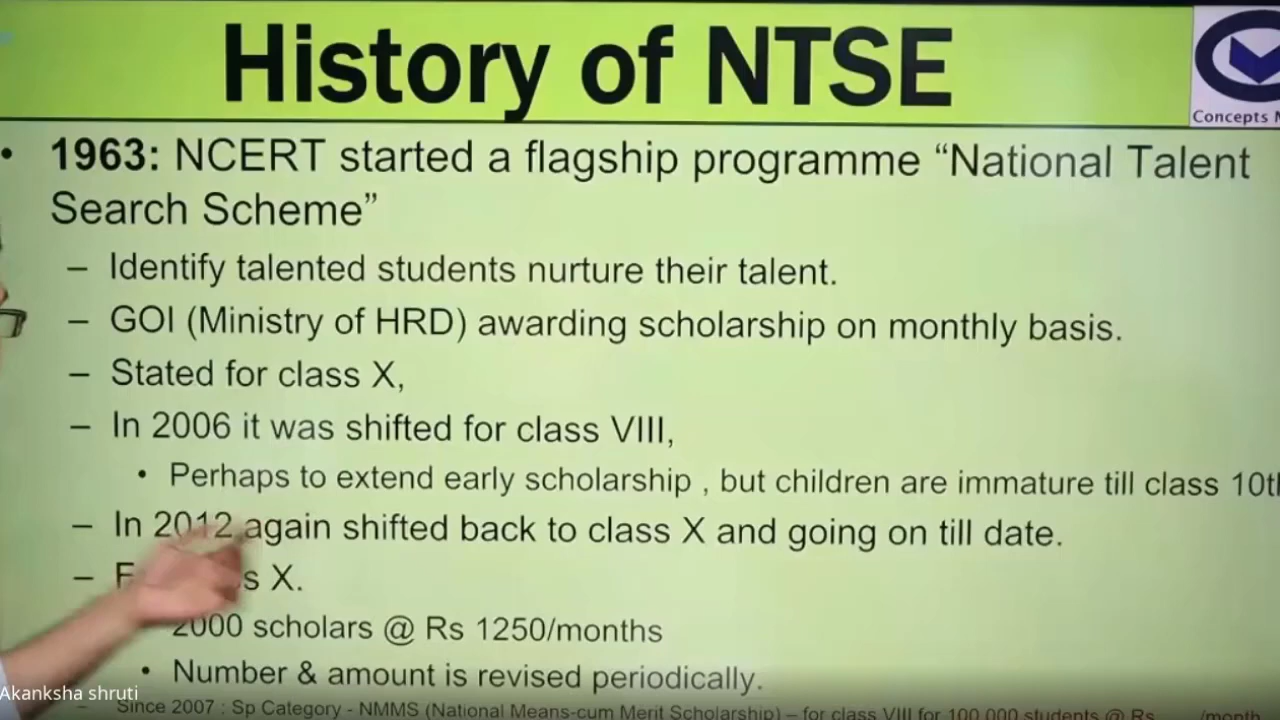 History of NTSE
Concepts
• 1963: NCERT started a flagship programme “National Talent
Search Scheme”
– Identify talented students nurture their talent.
– GOI (Ministry of HRD) awarding scholarship on monthly basis.
– Stated for class X,
– In 2006 it was shifted for class VIII,
• Perhaps to extend early scholarship , but children are immature till class
– In 2012 again shifted back to class X and going on till date.
– X.
2000 scholars @ Rs 1250/months
• Number & amount is revised periodically.
Akanksha shruti
– Since 2007 : Sp Category - NMMS (National Means-cum Merit Scholarship) – for class VIII for 100,000 students @ Rs /month